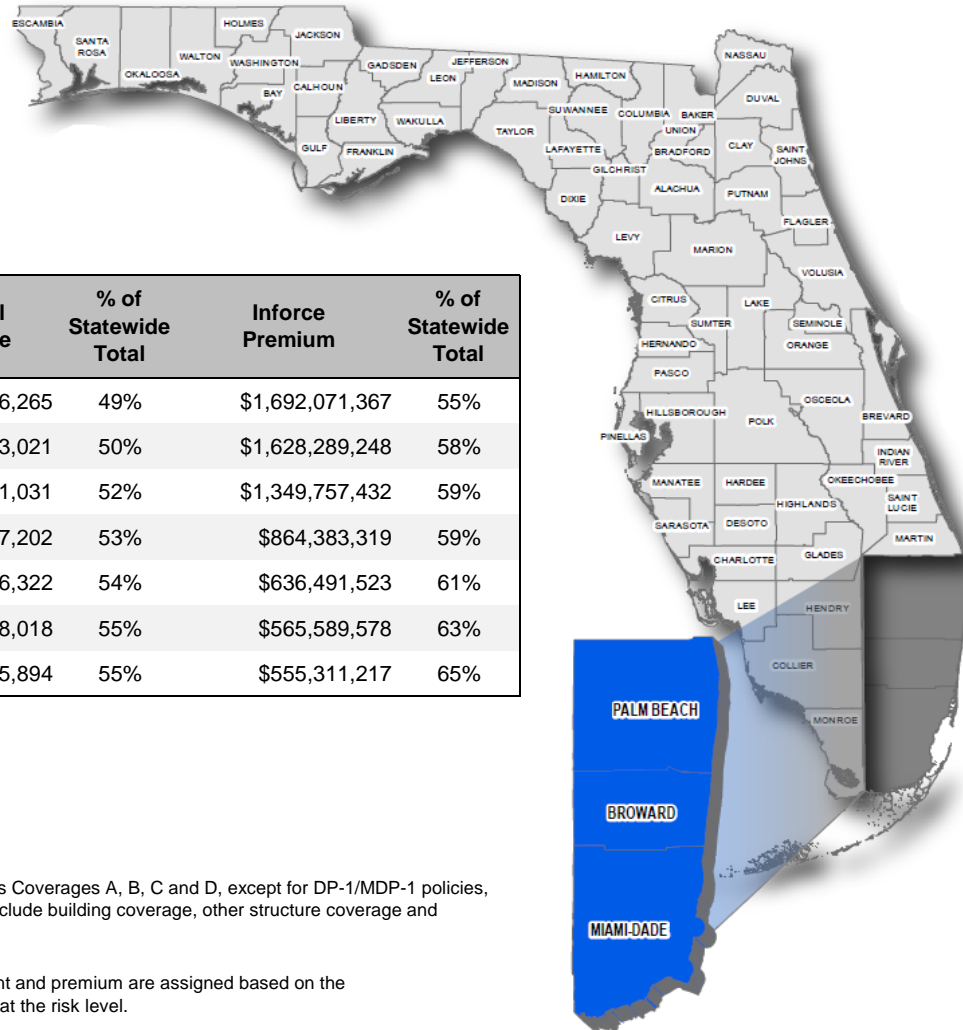 ESCAMBIA
SANTA
ROSA
OKALOOSA
WALTON
HOLMES
WASHINGTON
JACKSON
BAY
CALHOUN
GULF
GADSDEN
LIBERTY
FRANKLIN
LEON
WAKULLA
JEFFERSON
MADISON
TAYLOR
HAMILTON
SUWANNEE
LAFAYETTE
DIXIE
COLUMBIA
GILCHRIST
BAKER
UNION
BRADFORD
ALACHUA
LEVY
NASSAU
DUVAL
CLAY
SAINT
JOHNS
PUTNAM
FLAGLER
MARION
VOLUSIA
CITRUS
SUMTER
LAKE
SEMINOLE
HERNANDO
ORANGE
PASCO
OSCEOLA
HILLSBOROUGH
POLK
BREVARD
PINELLAS
INDIAN
RIVER
MANATEE
HARDEE
OKEECHOBEE
HIGHLANDS
SAINT
LUCIE
SARASOTA
DESOTO
MARTIN
CHARLOTTE
GLADES
LEE
HENDRY
COLLIER
MONROE
% of
Statewide
Total
Inforce
Premium
% of
Statewide
Total
6,265 49% $1,692,071,367 55%
3,021 50% $1,628,289,248 58%
1,031 52% $1,349,757,432 59%
7,202 53% $864,383,319 59%
6,322 54% $636,491,523 61%
8,018 55% $565,589,578 63%
5,894 55% $555,311,217 65%
PALM BEACH
BROWARD
MIAMI-DADE
s Coverages A, B, C and D, except for DP-1/MDP-1 policies,
clude building coverage, other structure coverage and
nt and premium are assigned based on the
at the risk level.